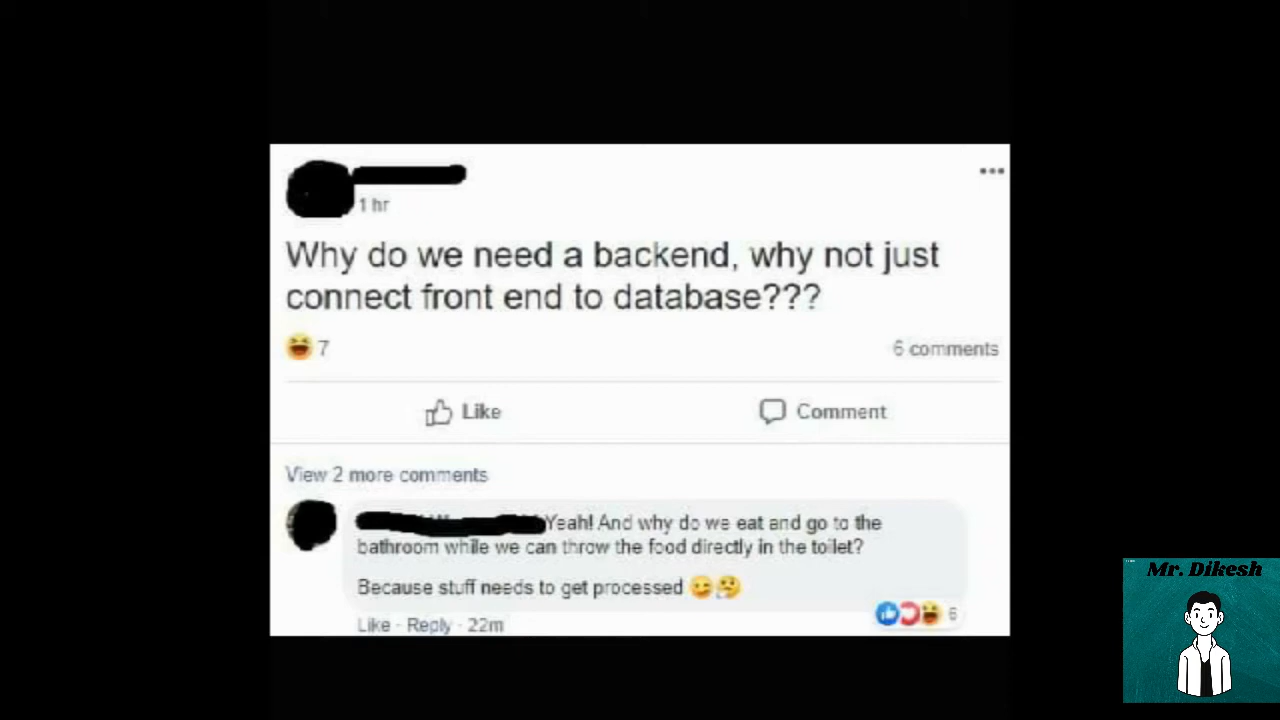 1 hr
Why do we need a backend, why not just
connect front end to database???
7
6 comments
Like
Comment
View 2 more comments
Yeah! And why do we eat and go to the
bathroom while we can throw the food directly in the toilet?
Because stuff needs to get processed
6
Like · Reply · 22m
Mr. Dikesh